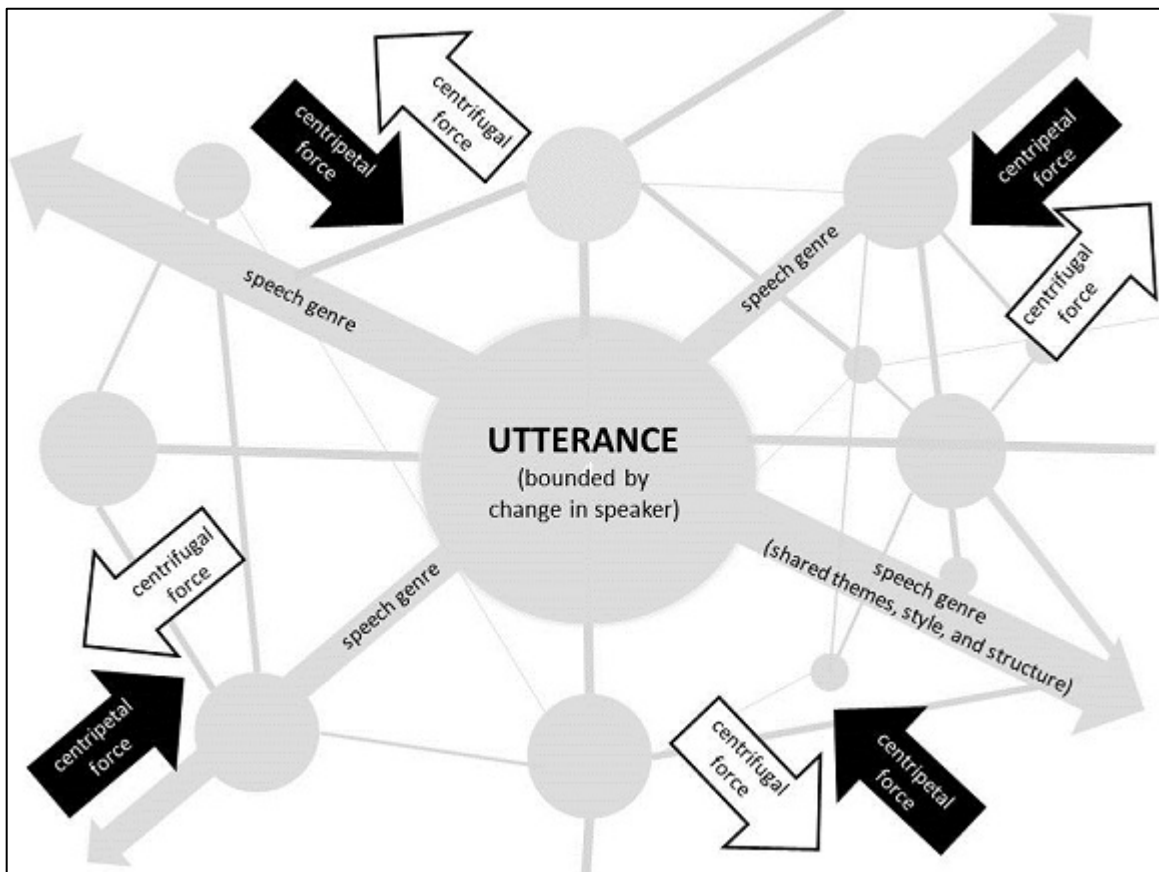 centrifugal
force
centripetal
force
centripetal
force
centrifugal
force
speech genre
speech genre
UTTERANCE
(bounded by
change in speaker)
centrifugal
force
speech genre
speech genre
(shared themes, style, and structure)
centripetal
force
centrifugal
force
centripetal
force